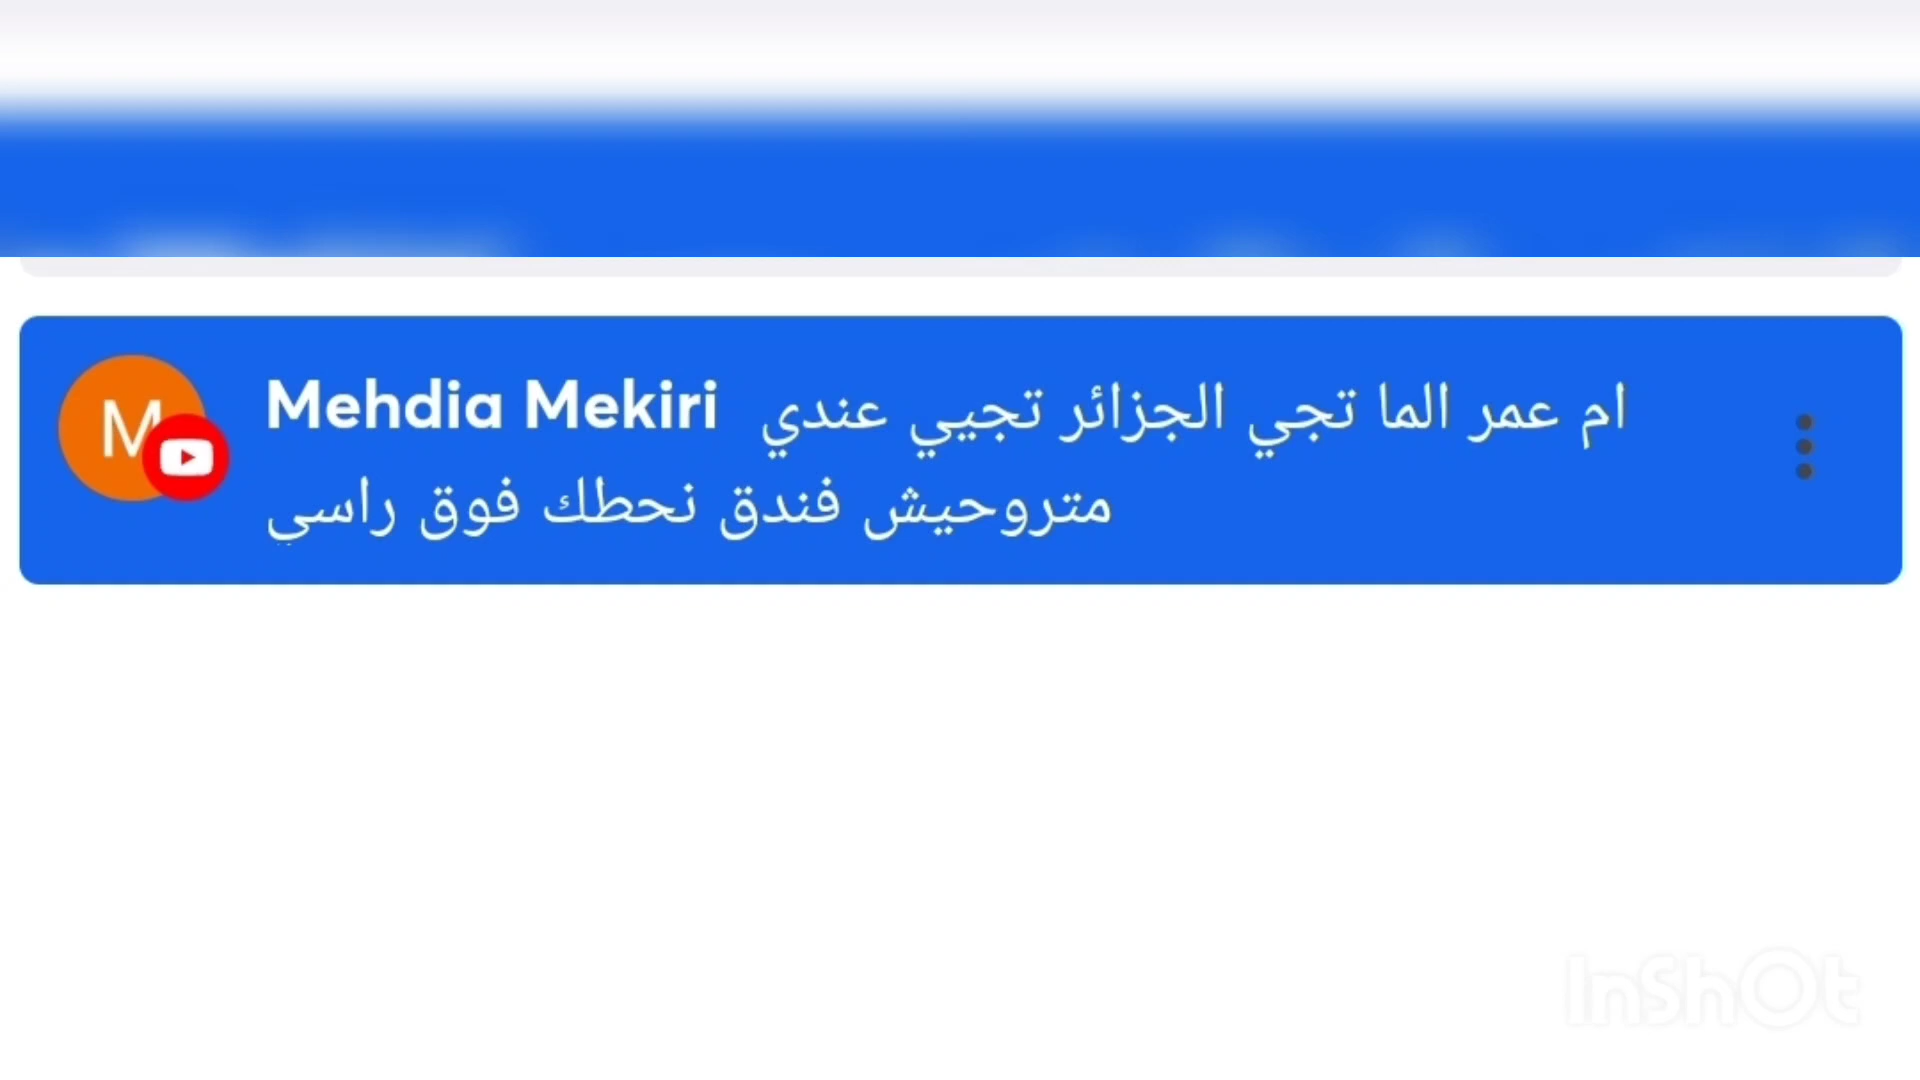 M
Mehdia Mekiri ام عمر الما تجي الجزائر تجيي عندي
متروحيش فندق نحطك فوق راسي
InShOt